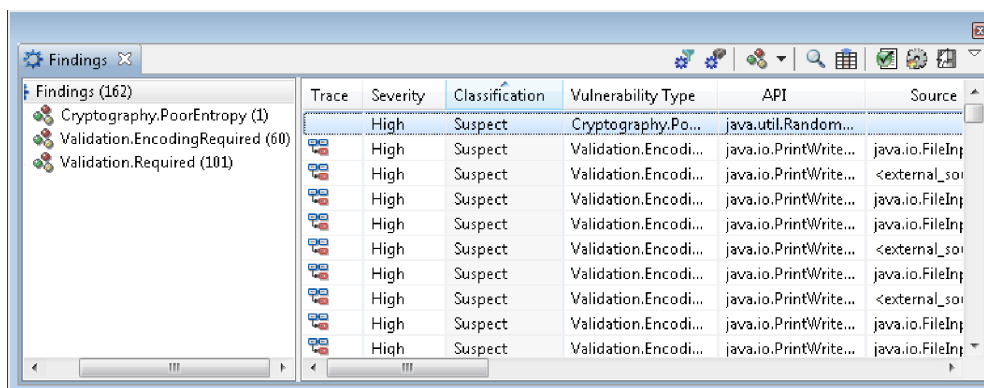 Findings
Findings (162)
Cryptography.PoorEntropy (1)
Validation.EncodingRequired (60)
Validation.Required (101)
Trace Severity Classification Vulnerability Type API Source
High Suspect Cryptography.Po... java.util.Random...
High Suspect Validation.Encodi... java.io.PrintWrite... java.io.FileInp
High Suspect Validation.Encodi... java.io.PrintWrite... <external_sou
High Suspect Validation.Encodi... java.io.PrintWrite... java.io.FileInp
High Suspect Validation.Encodi... java.io.PrintWrite... java.io.FileInp
High Suspect Validation.Encodi... java.io.PrintWrite... <external_sou
High Suspect Validation.Encodi... java.io.PrintWrite... java.io.FileInp
High Suspect Validation.Encodi... java.io.PrintWrite... <external_sou
High Suspect Validation.Encodi... java.io.PrintWrite... java.io.FileInp
High Suspect Validation.Encodi... java.io.PrintWrite... java.io.FileInp